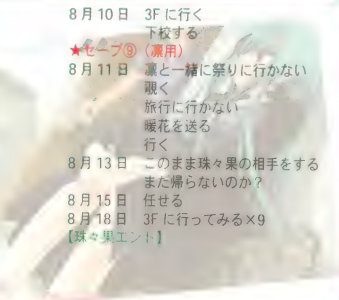 8月10日 3Fに行く
下校する
★セーブ⑨（凛用）
8月11日 凛と一緒に祭りに行かない
覗く
旅行に行かない
暖花を送る
行く
8月13日 このまま珠々果の相手をする
まだ帰らないのか？
8月15日 任せる
8月18日 3Fに行ってみる×9
【珠々果エンド】